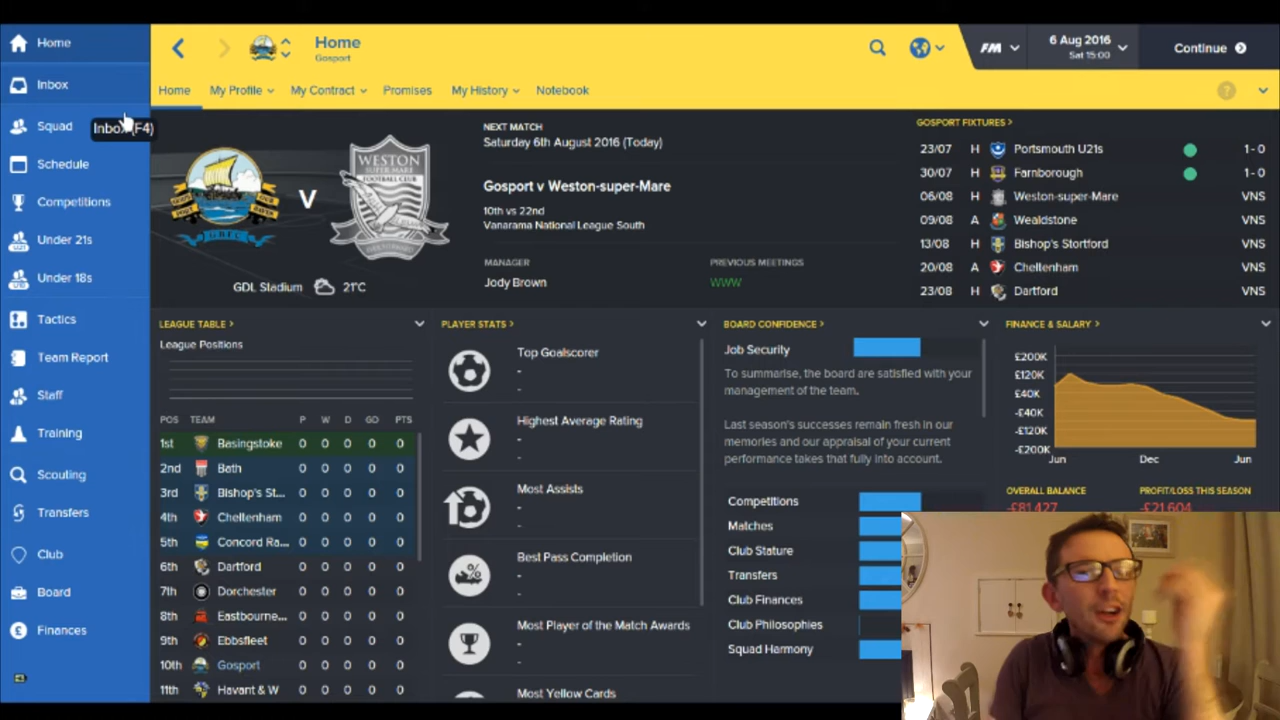 Home
Inbox
Squad
Inbox (F4)
Schedule
Competitions
Under 21s
Under 18s
Tactics
Team Report
Staff
Training
Scouting
Transfers
Club
Board
Finances
Home
Gosport
FM
6 Aug 2016
Sat 15:00
Continue
Home My Profile My Contract Promises My History Notebook
WESTON
SUPER MARE
FOOTBALL CLUB
V
GDL Stadium 21°C
NEXT MATCH
Saturday 6th August 2016 (Today)
Gosport v Weston-super-Mare
10th vs 22nd
Vanarama National League South
MANAGER
Jody Brown
PREVIOUS MEETINGS
WWW
GOSPORT FIXTURES >
23/07 H Portsmouth U21s 1 - 0
30/07 H Farnborough 1 - 0
06/08 H Weston-super-Mare VNS
09/08 A Wealdstone VNS
13/08 H Bishop's Stortford VNS
20/08 A Cheltenham VNS
23/08 H Dartford VNS
LEAGUE TABLE >
League Positions
POS TEAM P W D GD PTS
1st Basingstoke 0 0 0 0 0
2nd Bath 0 0 0 0 0
3rd Bishop's St... 0 0 0 0 0
4th Cheltenham 0 0 0 0 0
5th Concord Ra... 0 0 0 0 0
6th Dartford 0 0 0 0 0
7th Dorchester 0 0 0 0 0
8th Eastbourne... 0 0 0 0 0
9th Ebbsfleet 0 0 0 0 0
10th Gosport 0 0 0 0 0
11th Havant & W 0 0 0 0 0
PLAYER STATS >
Top Goalscorer
-
Highest Average Rating
-
Most Assists
-
Best Pass Completion
-
Most Player of the Match Awards
-
Most Yellow Cards
BOARD CONFIDENCE >
Job Security
To summarise, the board are satisfied with your
management of the team.
Last season's successes remain fresh in our
memories and our appraisal of your current
performance takes that fully into account.
Competitions
Matches
Club Stature
Transfers
Club Finances
Club Philosophies
Squad Harmony
FINANCE & SALARY >
£200K
£120K
£40K
-£40K
-£120K
-£200K
Jun Dec Jun
OVERALL BALANCE
-£81,427
PROFIT/LOSS THIS SEASON
-£21,604